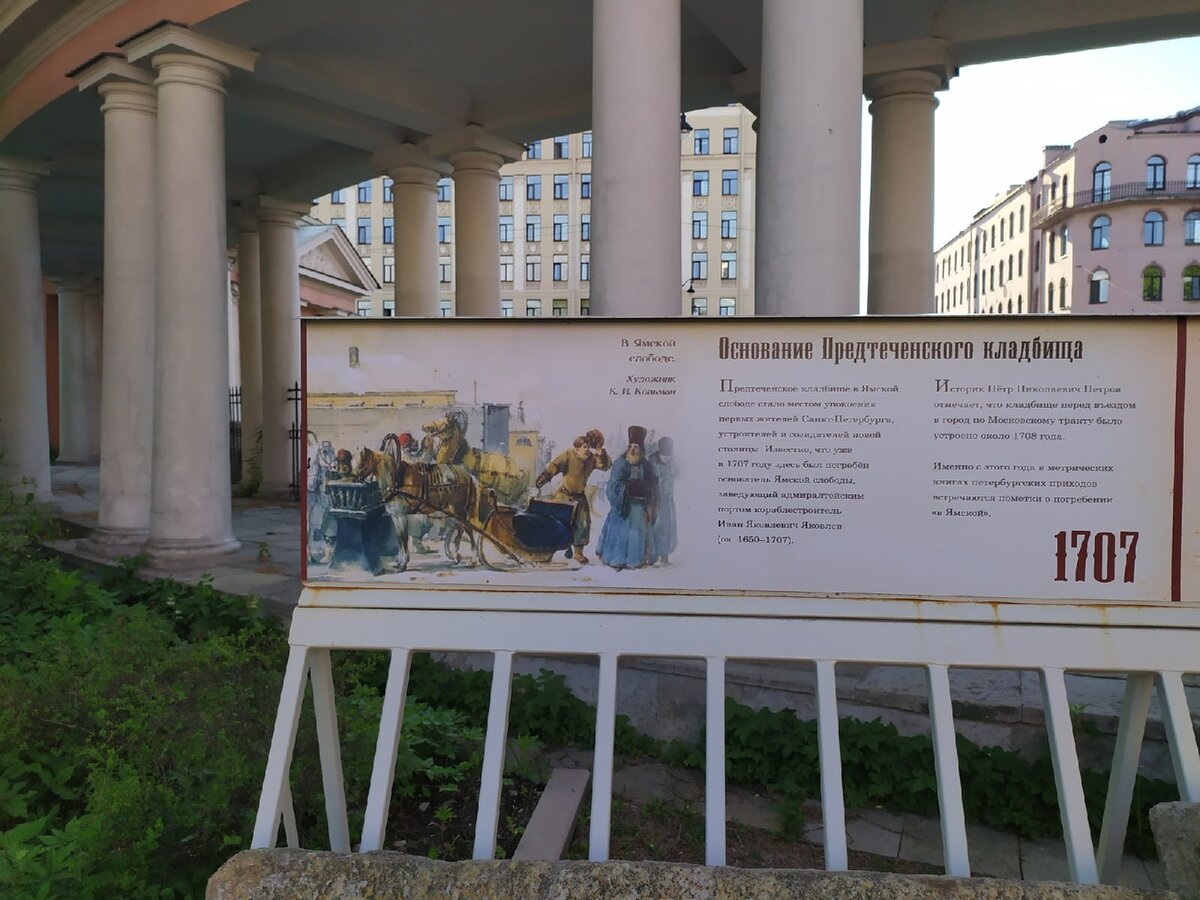 В Ямской
слободе.
Художник
К. И. Кольман
Основание Предтеченского кладбища
Предтеченское кладбище в Ямской
слободе стало местом упокоения
первых жителей Санкт-Петербурга,
устроителей и созидателей новой
столицы. Известно, что уже
в 1707 году здесь был погребён
основатель Ямской слободы,
заведующий адмиралтейским
портом кораблестроитель
Иван Яковлевич Яковлев
(ок. 1650–1707).
Историк Пётр Николаевич Петров
отмечает, что кладбище перед въездом
в город по Московскому тракту было
устроено около 1708 года.
Именно с этого года в метрических
книгах петербургских приходов
встречаются пометки о погребении
«в Ямской».
1707